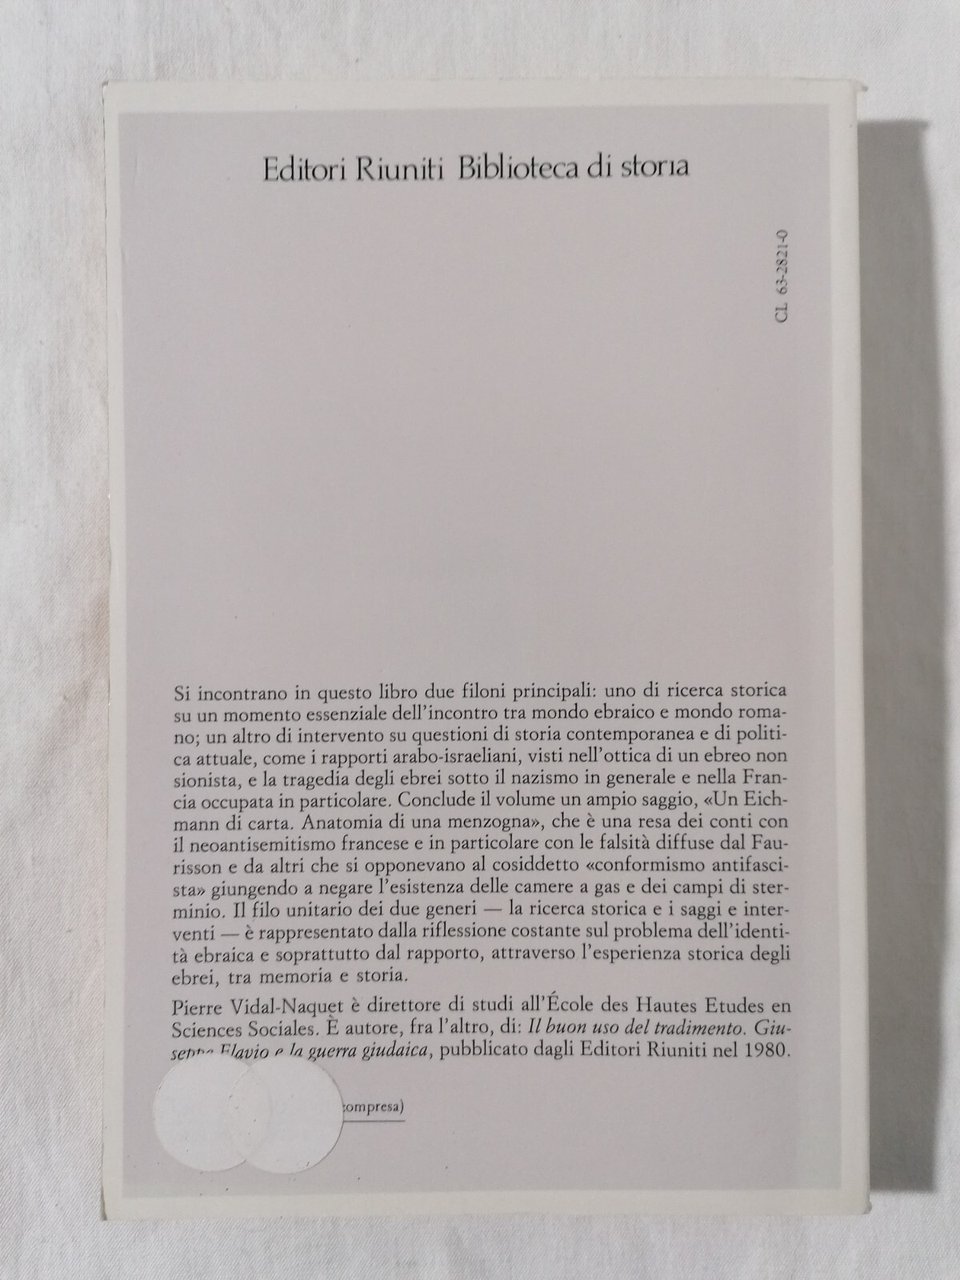 Editori Riuniti Biblioteca di storia
CL 63-2821-0
Si incontrano in questo libro due filoni principali: uno di ricerca storica
su un momento essenziale dell'incontro tra mondo ebraico e mondo roma-
no; un altro di intervento su questioni di storia contemporanea e di politi-
ca attuale, come i rapporti arabo-israeliani, visti nell'ottica di un ebreo non
sionista, e la tragedia degli ebrei sotto il nazismo in generale e nella Fran-
cia occupata in particolare. Conclude il volume un ampio saggio, «Un Eich-
mann di carta. Anatomia di una menzogna», che è una resa dei conti con
il neoantisemitismo francese e in particolare con le falsità diffuse dal Fau-
risson e da altri che si opponevano al cosiddetto «conformismo antifasci-
sta» giungendo a negare l'esistenza delle camere a gas e dei campi di ster-
minio. Il filo unitario dei due generi — la ricerca storica e i saggi e inter-
venti — è rappresentato dalla riflessione costante sul problema dell'identi-
tà ebraica e soprattutto dal rapporto, attraverso l'esperienza storica degli
ebrei, tra memoria e storia.
Pierre Vidal-Naquet è direttore di studi all'École des Hautes Etudes en
Sciences Sociales. È autore, fra l'altro, di: Il buon uso del tradimento. Giu-
seppe Flavio e la guerra giudaica, pubblicato dagli Editori Riuniti nel 1980.
compresa)